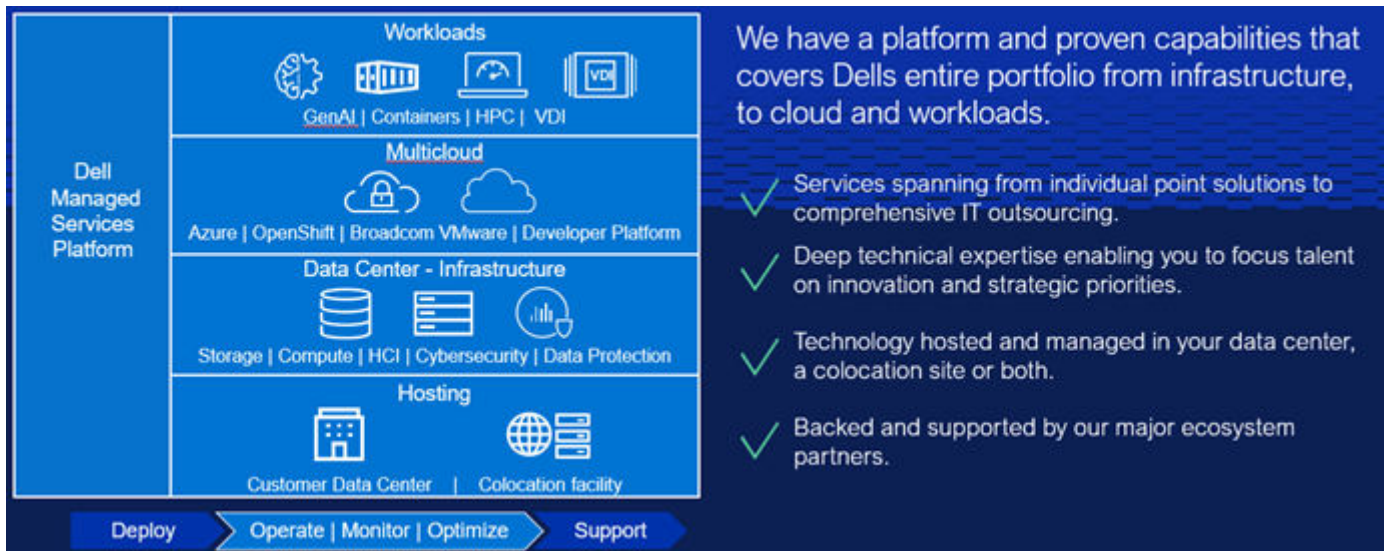 Workloads
VDI
GenAI | Containers | HPC | VDI
Multicloud
Azure | OpenShift | Broadcom VMware | Developer Platform
Dell
Managed
Services
Platform
Data Center - Infrastructure
Storage | Compute | HCI | Cybersecurity | Data Protection
Hosting
Customer Data Center | Colocation facility
Deploy
Operate | Monitor | Optimize
Support
We have a platform and proven capabilities that
covers Dells entire portfolio from infrastructure,
to cloud and workloads.
Services spanning from individual point solutions to
comprehensive IT outsourcing.
Deep technical expertise enabling you to focus talent
on innovation and strategic priorities.
Technology hosted and managed in your data center,
a colocation site or both.
Backed and supported by our major ecosystem
partners.